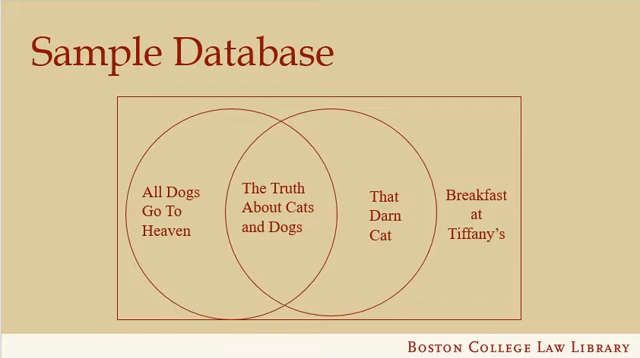 Sample Database
All Dogs
Go To
Heaven
The Truth
About Cats
and Dogs
That
Darn
Cat
Breakfast
at
Tiffany's
Boston College Law Library